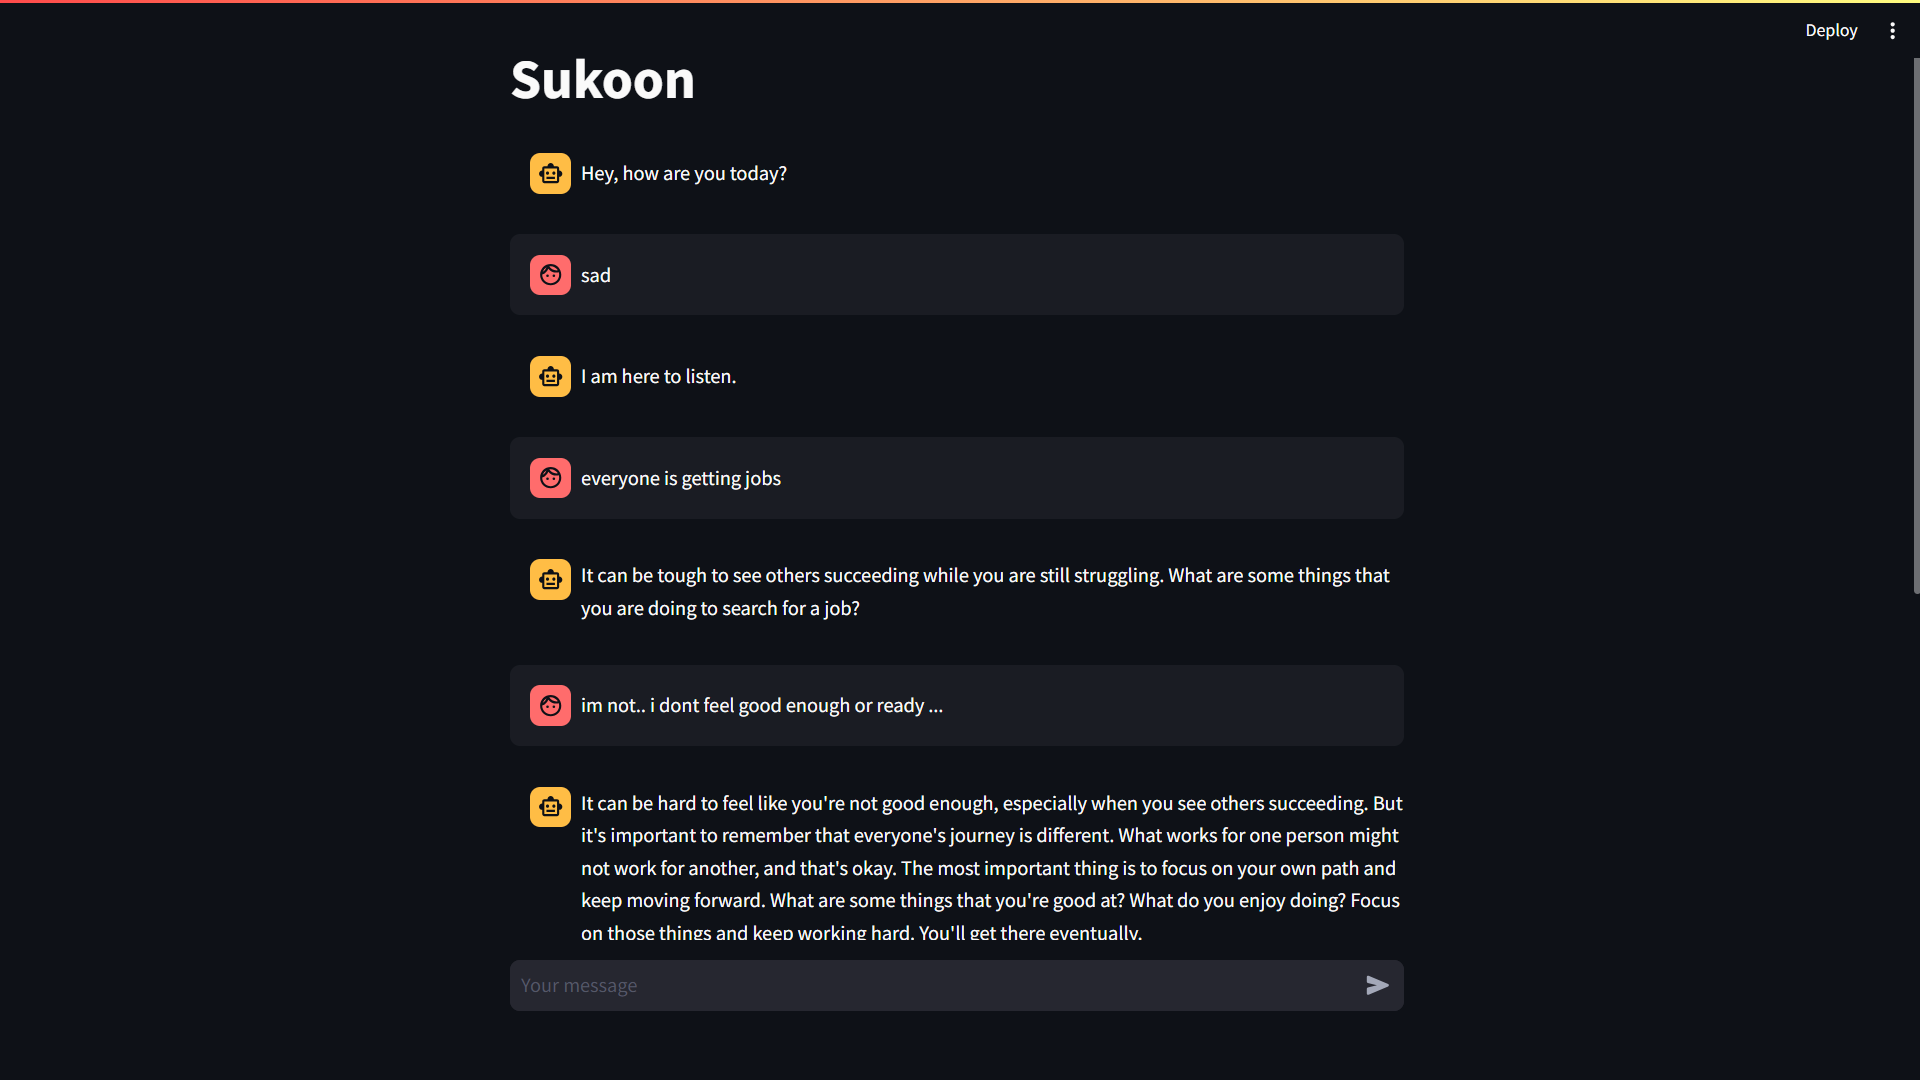 Deploy
Sukoon
Hey, how are you today?
sad
I am here to listen.
everyone is getting jobs
It can be tough to see others succeeding while you are still struggling. What are some things that
you are doing to search for a job?
im not.. i dont feel good enough or ready ...
It can be hard to feel like you're not good enough, especially when you see others succeeding. But
it's important to remember that everyone's journey is different. What works for one person might
not work for another, and that's okay. The most important thing is to focus on your own path and
keep moving forward. What are some things that you're good at? What do you enjoy doing? Focus
on those things and keep working hard. You'll get there eventually.
Your message